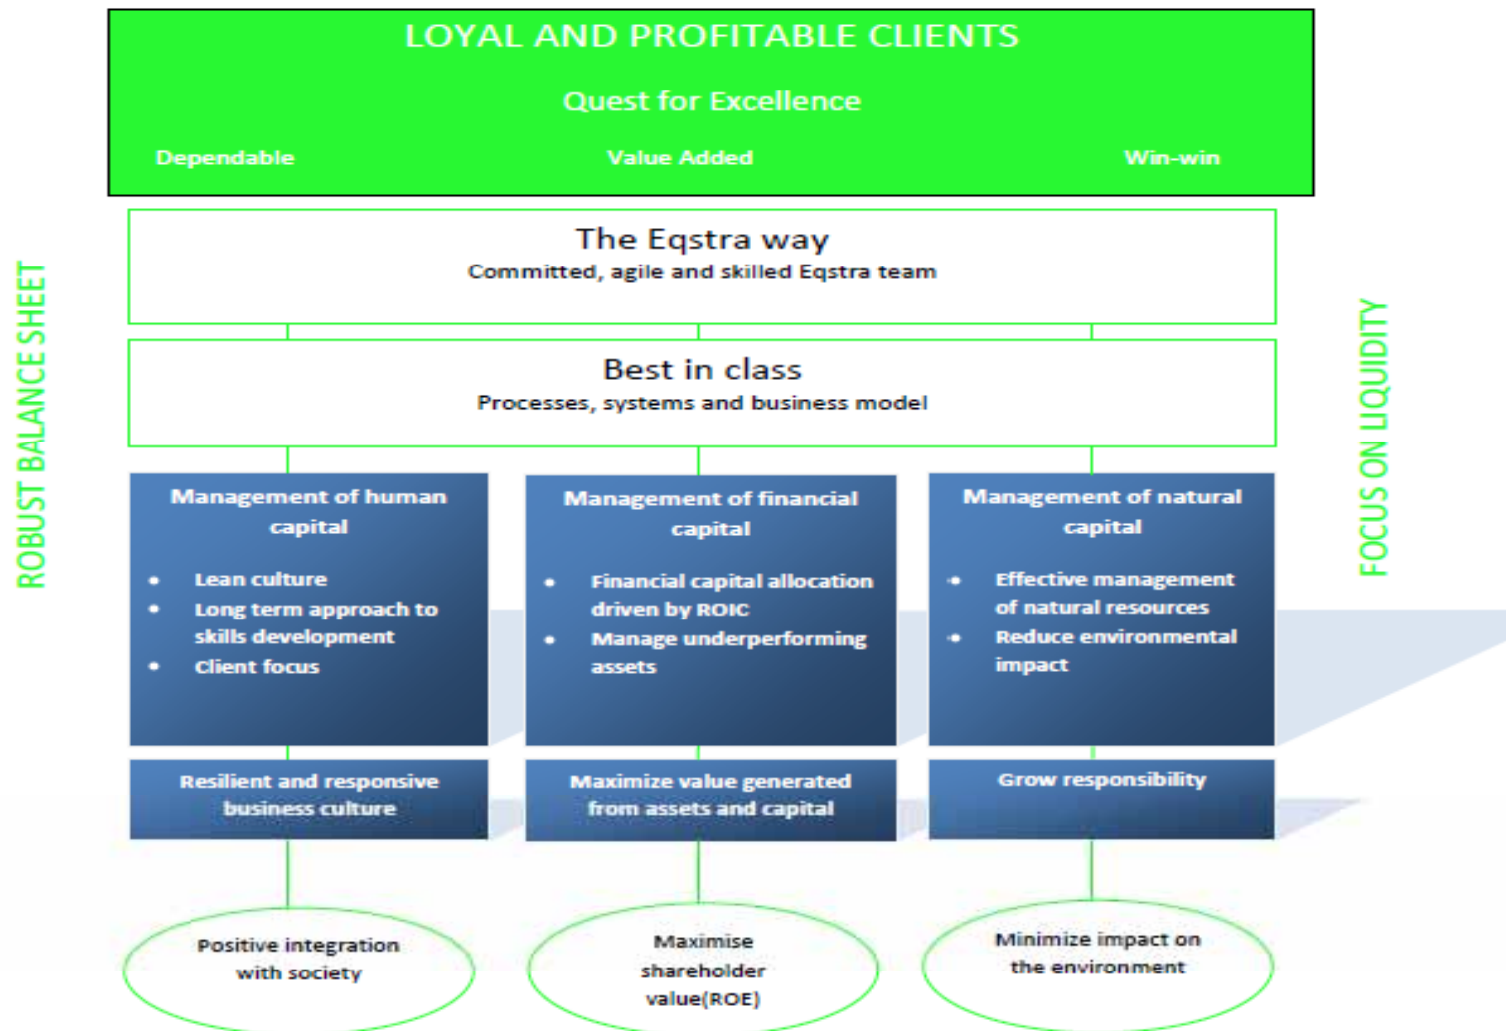 LOYAL AND PROFITABLE CLIENTS
Quest for Excellence
Dependable
Value Added
Win-win
The Eqstra way
Committed, agile and skilled Eqstra team
Best in class
Processes, systems and business model
ROBUST BALANCE SHEET
FOCUS ON LIQUIDITY
Management of human
capital
• Lean culture
• Long term approach to
skills development
• Client focus
Management of financial
capital
• Financial capital allocation
driven by ROIC
• Manage underperforming
assets
Management of natural
capital
• Effective management
of natural resources
• Reduce environmental
impact
Resilient and responsive
business culture
Maximize value generated
from assets and capital
Grow responsibility
Positive integration
with society
Maximise
shareholder
value(ROE)
Minimize impact on
the environment